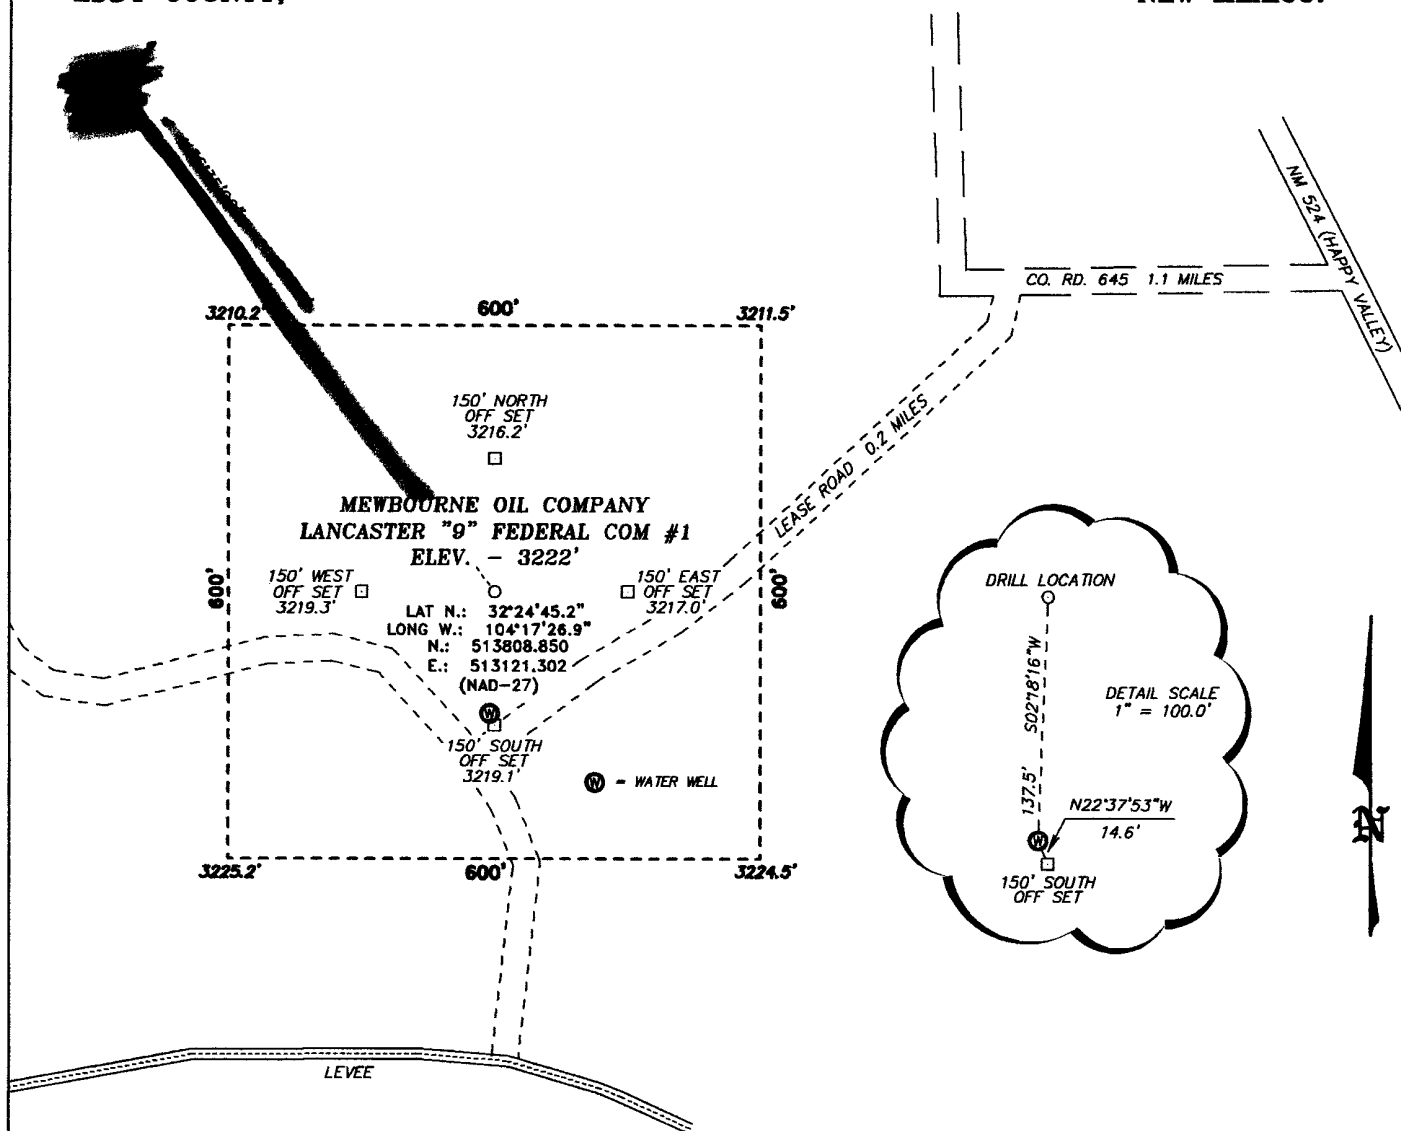 NM 524 (HAPPY VALLEY)
CO. RD. 645 1.1 MILES
3210.2'
600'
3211.5'
150' NORTH
OFF SET
3216.2'
LEASE ROAD 0.2 MILES
MEWBOURNE OIL COMPANY
LANCASTER "9" FEDERAL COM #1
ELEV. - 3222'
600'
150' WEST
OFF SET
3219.3'
150' EAST
OFF SET
3217.0'
600'
LAT N.: 32°24'45.2"
LONG W.: 104°17'26.9"
N.: 513808.850
E.: 513121.302
(NAD-27)
W
150' SOUTH
OFF SET
3219.1'
W = WATER WELL
3225.2'
600'
3224.5'
DRILL LOCATION
S02°18'16"W
137.5'
DETAIL SCALE
1" = 100.0'
N22°37'53"W
14.6'
W
150' SOUTH
OFF SET
N
LEVEE